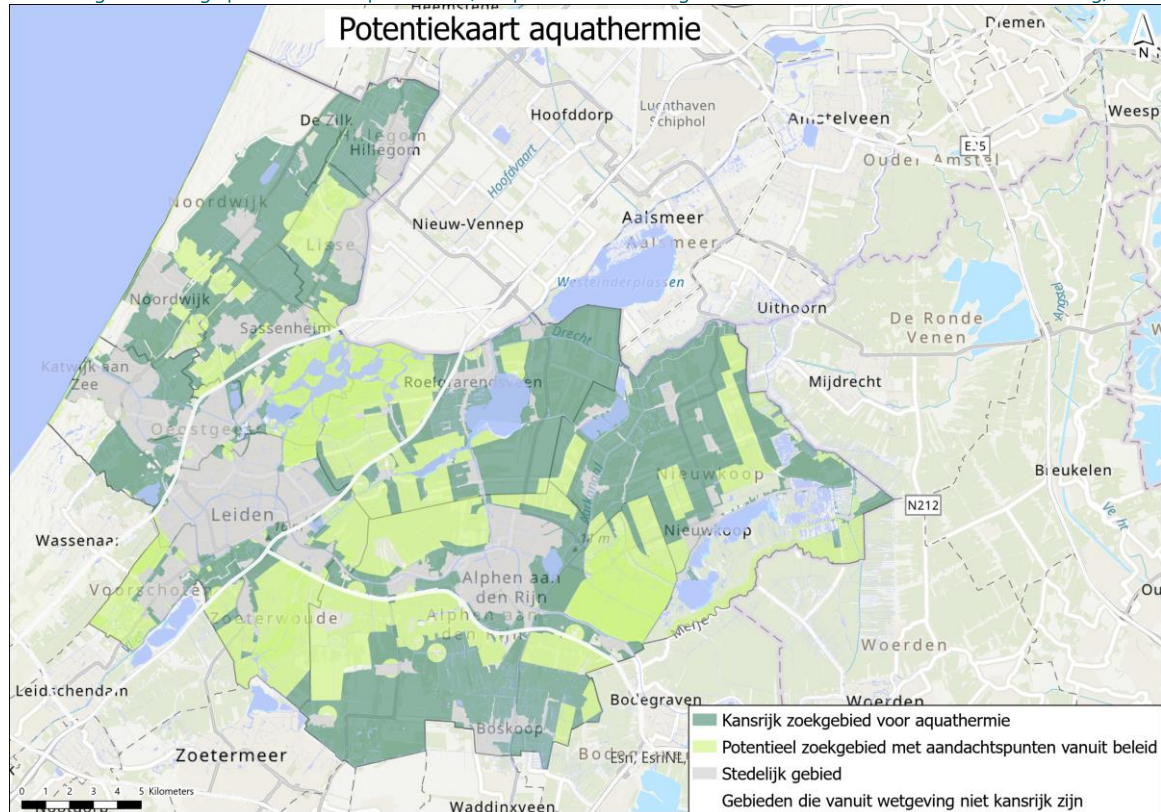 Potentiekaart aquathermie
Heemstede
Diemen
N
Weesp
De Zilk
Hillegom
Hillegom
Hoofddorp
Luchthaven
Schiphol
Amstelveen
Ouder Amstel
Hoofdvaart
Noordwijk
Nieuw-Vennep
Aalsmeer
Aalsmeer
Lisse
Westeinderplassen
Uithoorn
Angstel
Noordwijk
Sassenheim
Drecht
De Ronde
Venen
Katwijk aan
Zee
Roelofarendsveen
Mijdrecht
Oegstgeest
Nieuwkoop
Breukelen
Leiden
N212
Nieuwkoop
Wassenaar
Alphen aan
den Rijn
Voorschoten
Zoeterwoude
Alphen aan
den Rijn
Meije
Woerden
Leidschendam
Bodegraven
Woerden
Boskoop
Zoetermeer
Waddinxveen
0 1 2 3 4 5 Kilometers
Kansrijk zoekgebied voor aquathermie
Potentieel zoekgebied met aandachtspunten vanuit beleid
Stedelijk gebied
Gebieden die vanuit wetgeving niet kansrijk zijn